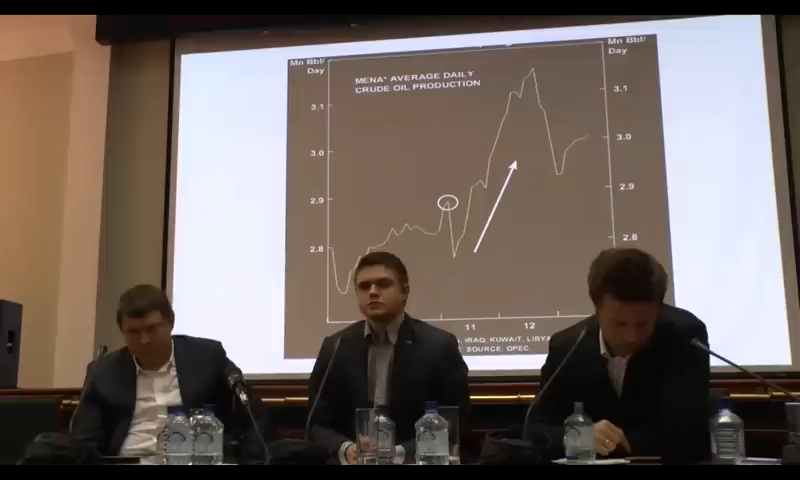 Mn Bbl/
Day
Mn Bbl/
Day
MENA* AVERAGE DAILY
CRUDE OIL PRODUCTION
3.1
3.1
3.0
3.0
2.9
2.9
2.8
2.8
11
12
IRAQ, KUWAIT, LIBYA
SOURCE: OPEC